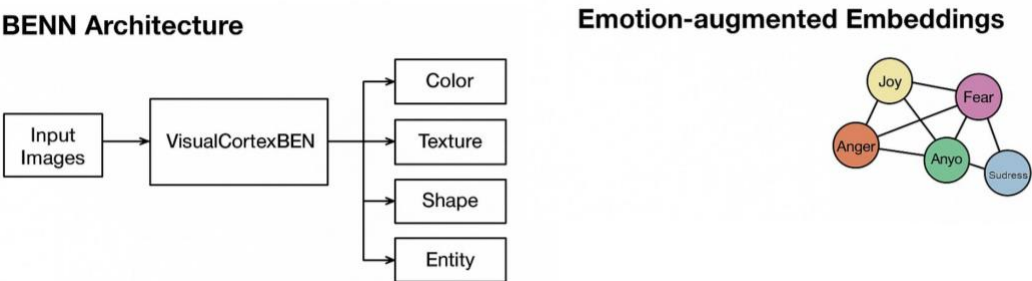 BENN Architecture
Input
Images
VisualCortexBEN
Color
Texture
Shape
Entity
Emotion-augmented Embeddings
Joy
Fear
Anger
Anyo
Sudress